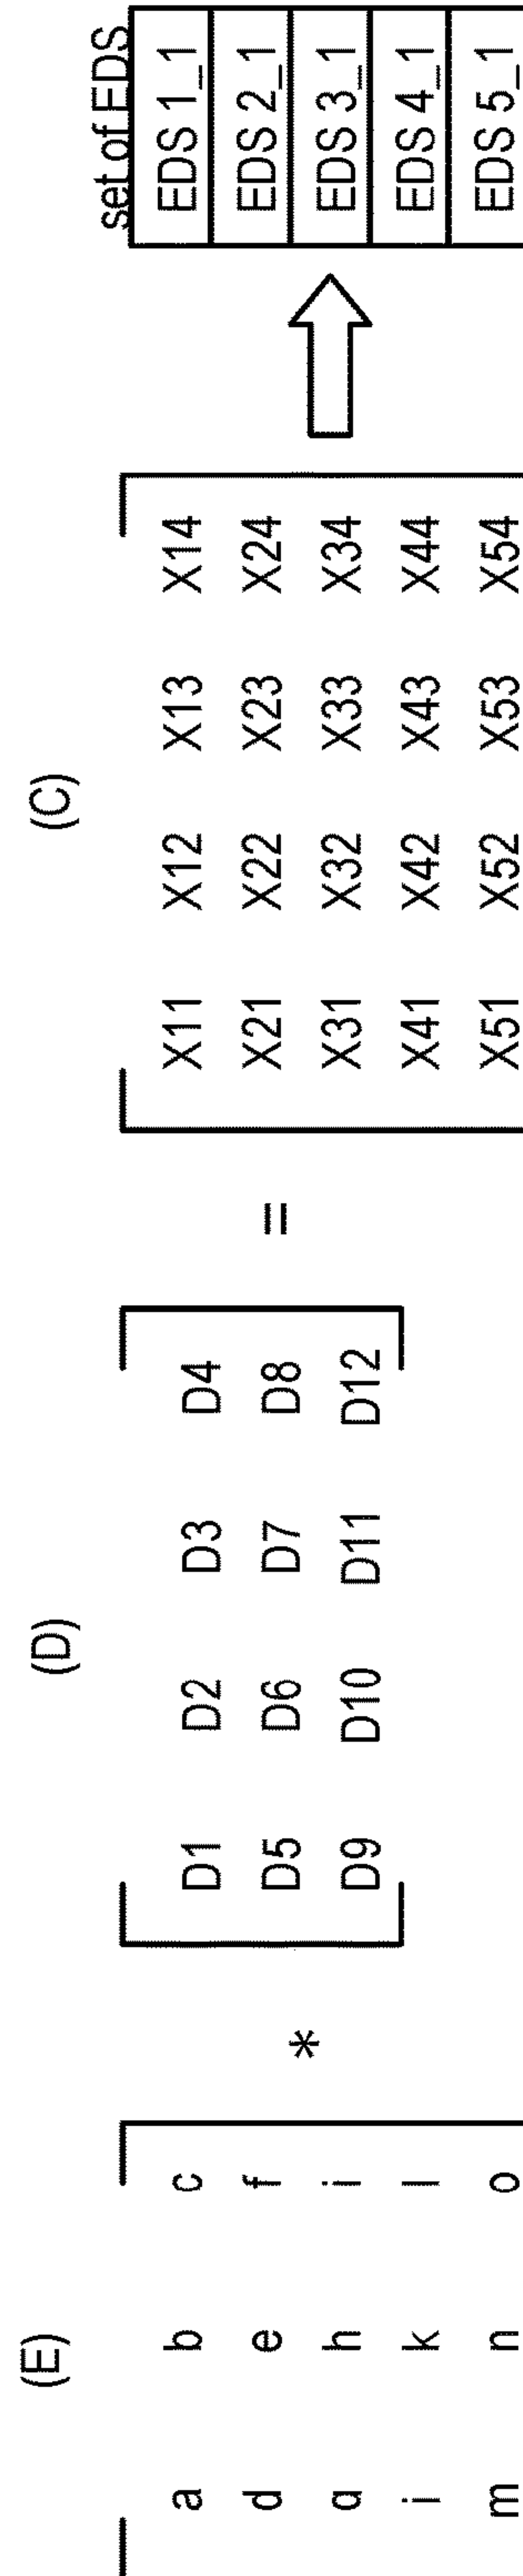 (E) (D) (C)
set of EDS
a b c D1 D2 D3 D4 X11 X12 X13 X14 EDS 1_1
d e f * D5 D6 D7 D8 = X21 X22 X23 X24 EDS 2_1
q h i D9 D10 D11 D12 X31 X32 X33 X34 EDS 3_1
i k l X41 X42 X43 X44 EDS 4_1
m n o X51 X52 X53 X54 EDS 5_1